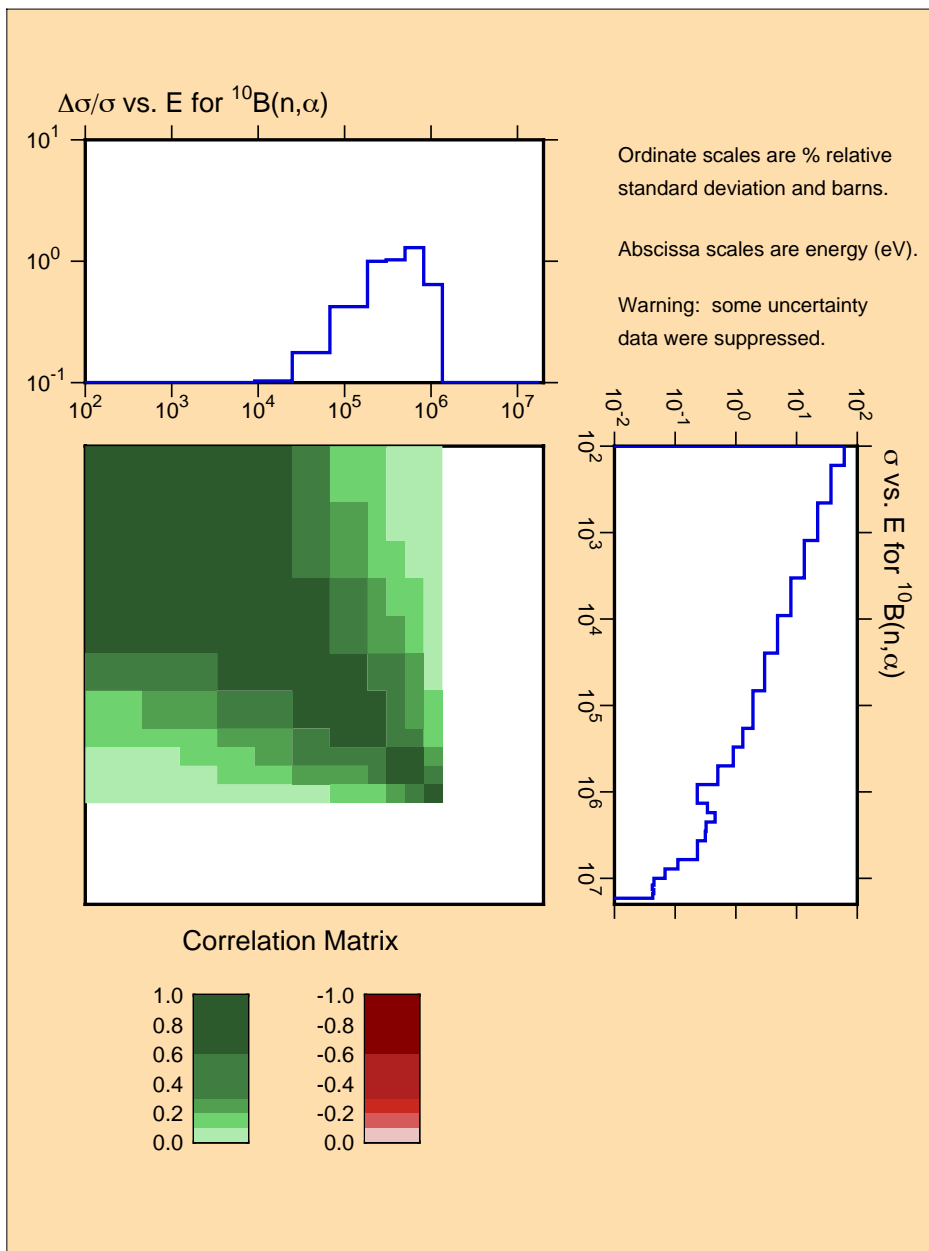 Δσ/σ vs. E for ¹⁰B(n,α)
10¹
10⁰
10⁻¹
10² 10³ 10⁴ 10⁵ 10⁶ 10⁷
Ordinate scales are % relative
standard deviation and barns.
Abscissa scales are energy (eV).
Warning: some uncertainty
data were suppressed.
10⁻² 10⁻¹ 10⁰ 10¹ 10²
σ vs. E for ¹⁰B(n,α)
10²
10³
10⁴
10⁵
10⁶
10⁷
Correlation Matrix
1.0 -1.0
0.8 -0.8
0.6 -0.6
0.4 -0.4
0.2 -0.2
0.0 0.0